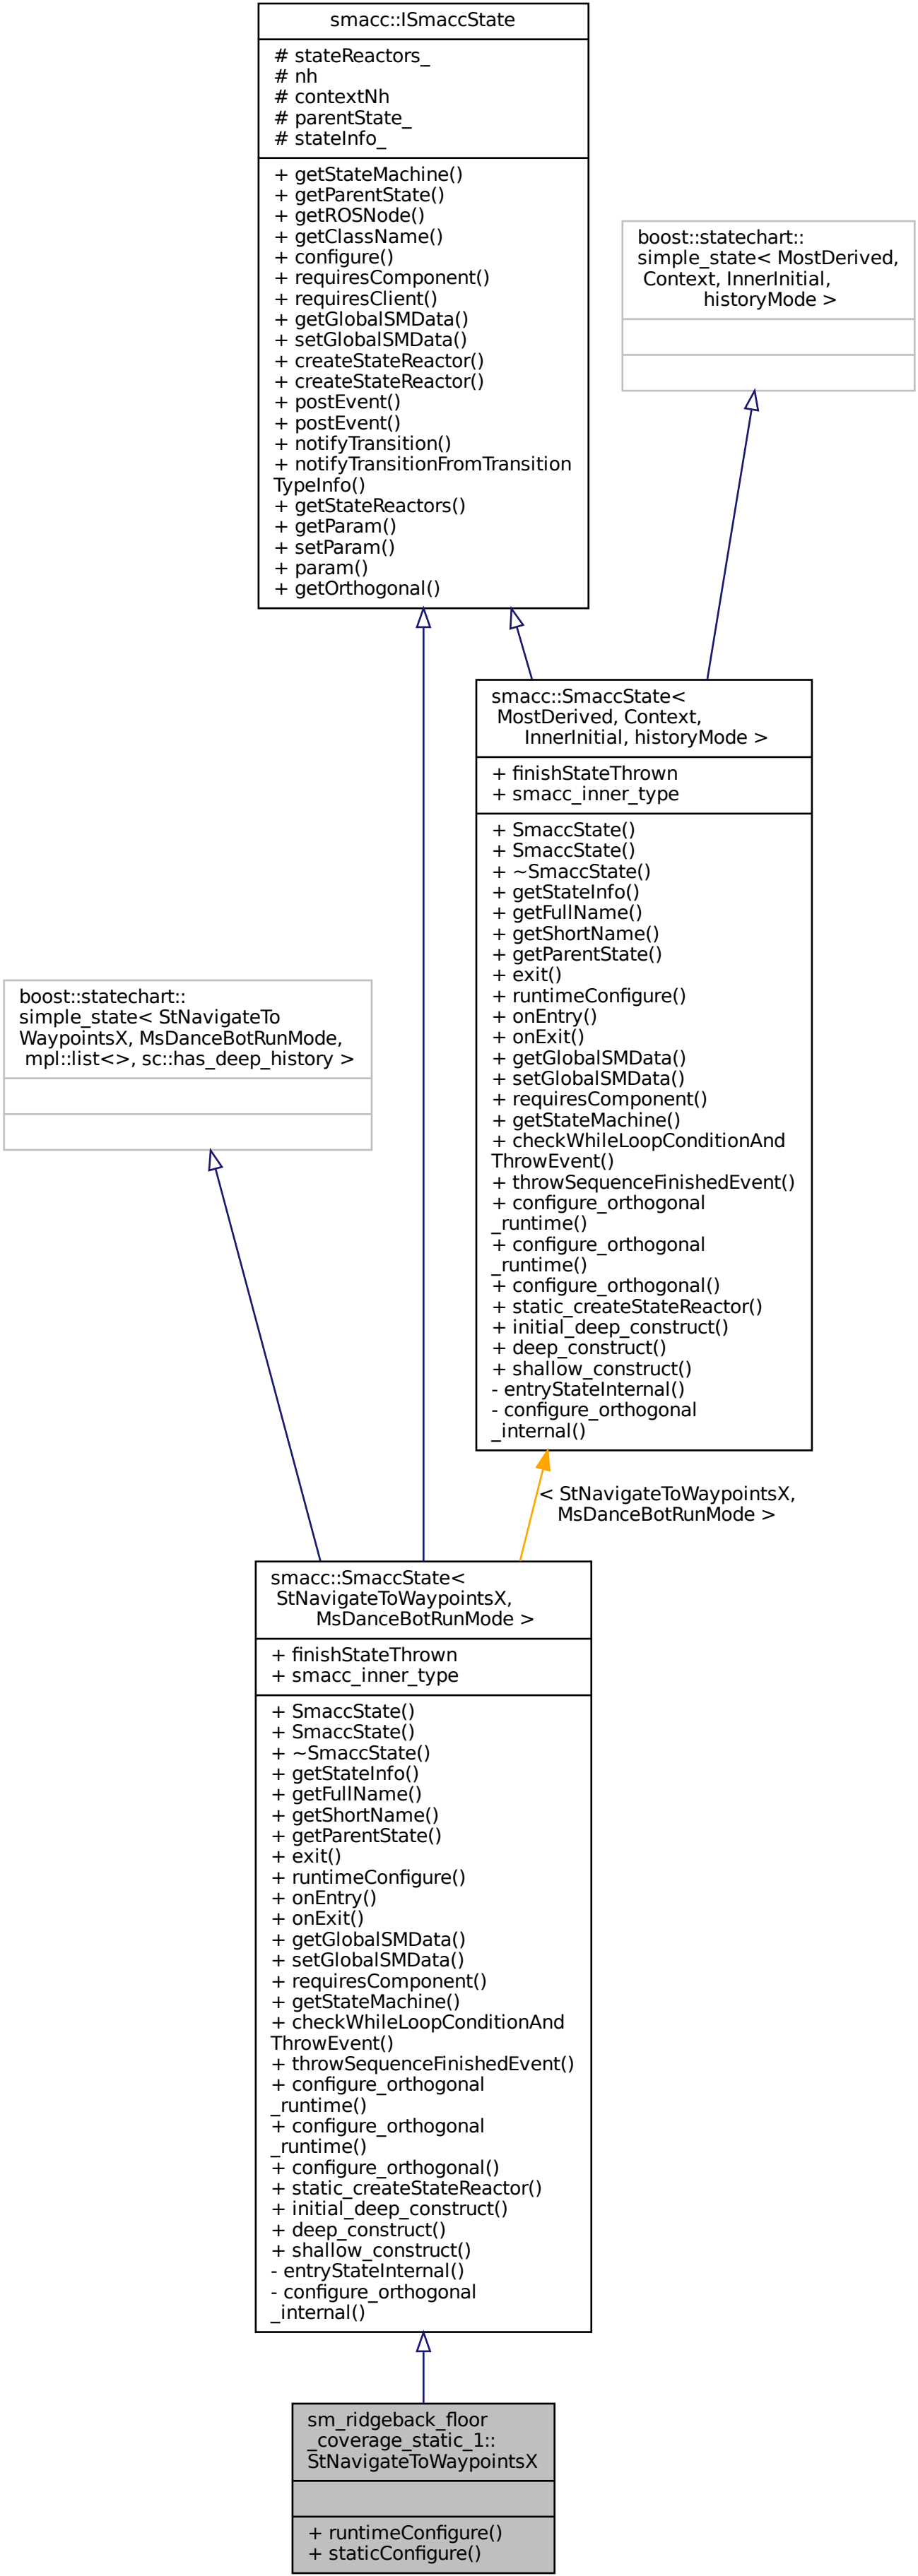 smacc::ISmaccState
# stateReactors_
# nh
# contextNh
# parentState_
# stateInfo_
+ getStateMachine()
+ getParentState()
+ getROSNode()
+ getClassName()
+ configure()
+ requiresComponent()
+ requiresClient()
+ getGlobalSMData()
+ setGlobalSMData()
+ createStateReactor()
+ createStateReactor()
+ postEvent()
+ postEvent()
+ notifyTransition()
+ notifyTransitionFromTransition
TypeInfo()
+ getStateReactors()
+ getParam()
+ setParam()
+ param()
+ getOrthogonal()
boost::statechart::
simple_state< MostDerived,
Context, InnerInitial,
historyMode >
smacc::SmaccState<
MostDerived, Context,
InnerInitial, historyMode >
+ finishStateThrown
+ smacc_inner_type
+ SmaccState()
+ SmaccState()
+ ~SmaccState()
+ getStateInfo()
+ getFullName()
+ getShortName()
+ getParentState()
+ exit()
+ runtimeConfigure()
+ onEntry()
+ onExit()
+ getGlobalSMData()
+ setGlobalSMData()
+ requiresComponent()
+ getStateMachine()
+ checkWhileLoopConditionAnd
ThrowEvent()
+ throwSequenceFinishedEvent()
+ configure_orthogonal
_runtime()
+ configure_orthogonal
_runtime()
+ configure_orthogonal()
+ static_createStateReactor()
+ initial_deep_construct()
+ deep_construct()
+ shallow_construct()
- entryStateInternal()
- configure_orthogonal
_internal()
boost::statechart::
simple_state< StNavigateTo
WaypointsX, MsDanceBotRunMode,
mpl::list<>, sc::has_deep_history >
< StNavigateToWaypointsX,
MsDanceBotRunMode >
smacc::SmaccState<
StNavigateToWaypointsX,
MsDanceBotRunMode >
+ finishStateThrown
+ smacc_inner_type
+ SmaccState()
+ SmaccState()
+ ~SmaccState()
+ getStateInfo()
+ getFullName()
+ getShortName()
+ getParentState()
+ exit()
+ runtimeConfigure()
+ onEntry()
+ onExit()
+ getGlobalSMData()
+ setGlobalSMData()
+ requiresComponent()
+ getStateMachine()
+ checkWhileLoopConditionAnd
ThrowEvent()
+ throwSequenceFinishedEvent()
+ configure_orthogonal
_runtime()
+ configure_orthogonal
_runtime()
+ configure_orthogonal()
+ static_createStateReactor()
+ initial_deep_construct()
+ deep_construct()
+ shallow_construct()
- entryStateInternal()
- configure_orthogonal
_internal()
sm_ridgeback_floor
_coverage_static_1::
StNavigateToWaypointsX
+ runtimeConfigure()
+ staticConfigure()